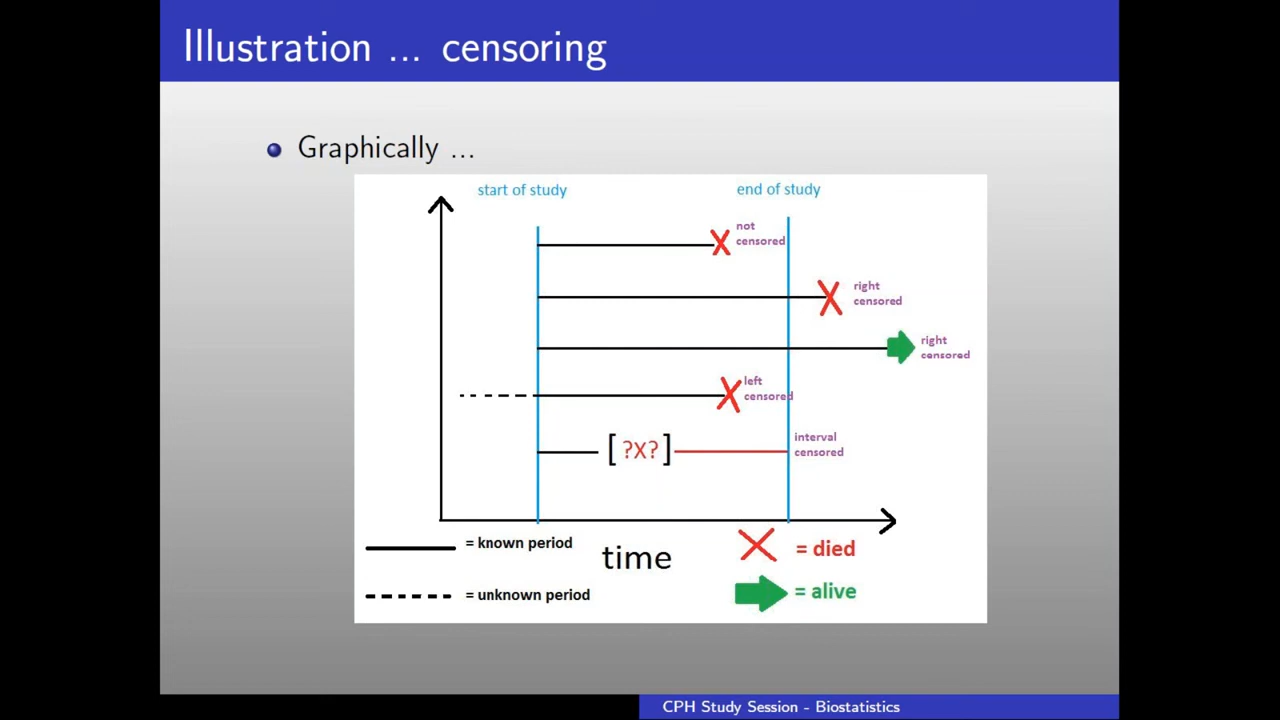 Illustration ... censoring
Graphically ...
start of study
end of study
not
censored
right
censored
right
censored
left
censored
[ ?X? ]
interval
censored
= known period
time
= died
= unknown period
= alive
CPH Study Session - Biostatistics